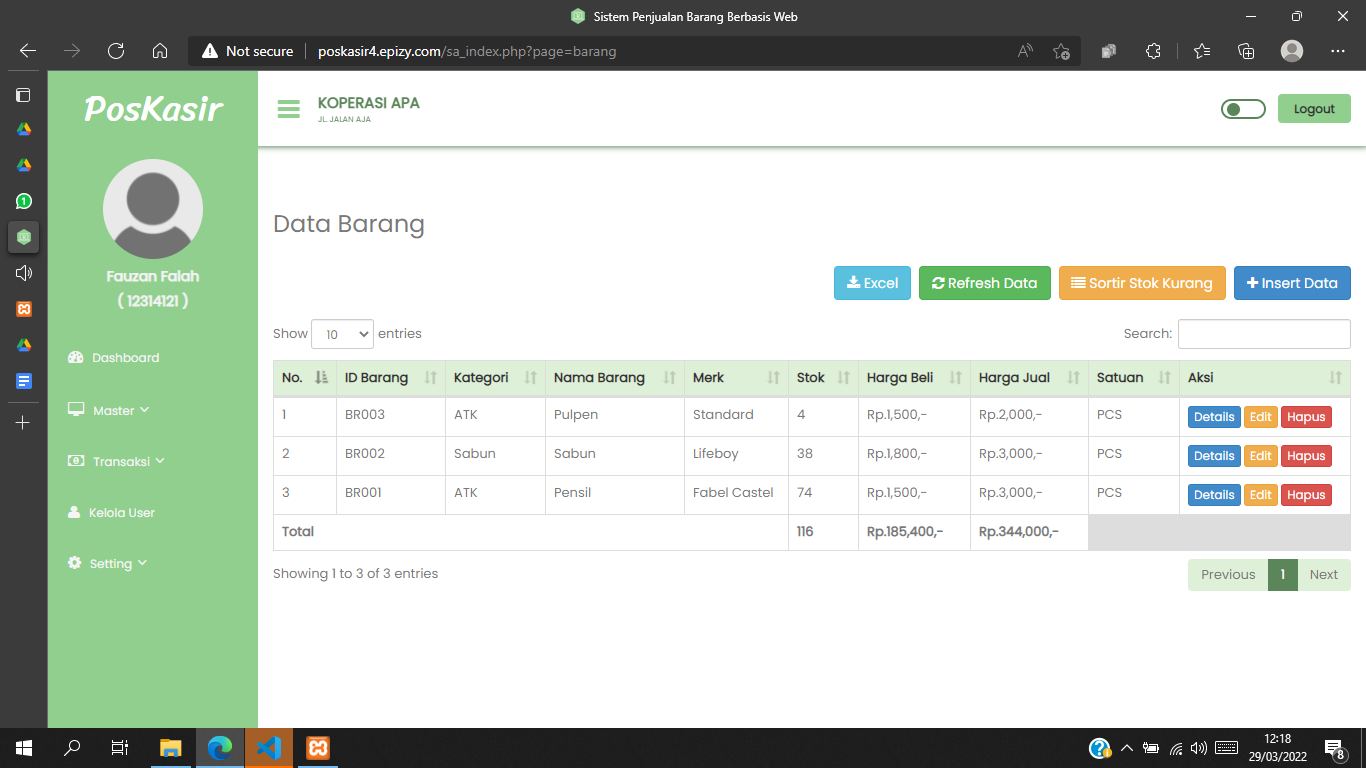 Sistem Penjualan Barang Berbasis Web
Not secure
poskasir4.epizy.com/sa_index.php?page=barang
PosKasir
Fauzan Falah
( 12314121 )
Dashboard
Master
Transaksi
Kelola User
Setting
KOPERASI APA
JL. JALAN AJA
Logout
Data Barang
Excel Refresh Data Sortir Stok Kurang Insert Data
Show 10 entries Search:
No. ID Barang Kategori Nama Barang Merk Stok Harga Beli Harga Jual Satuan Aksi
1 BR003 ATK Pulpen Standard 4 Rp.1,500,- Rp.2,000,- PCS Details Edit Hapus
2 BR002 Sabun Sabun Lifeboy 38 Rp.1,800,- Rp.3,000,- PCS Details Edit Hapus
3 BR001 ATK Pensil Fabel Castel 74 Rp.1,500,- Rp.3,000,- PCS Details Edit Hapus
Total 116 Rp.185,400,- Rp.344,000,-
Showing 1 to 3 of 3 entries Previous 1 Next
12:18
29/03/2022
8